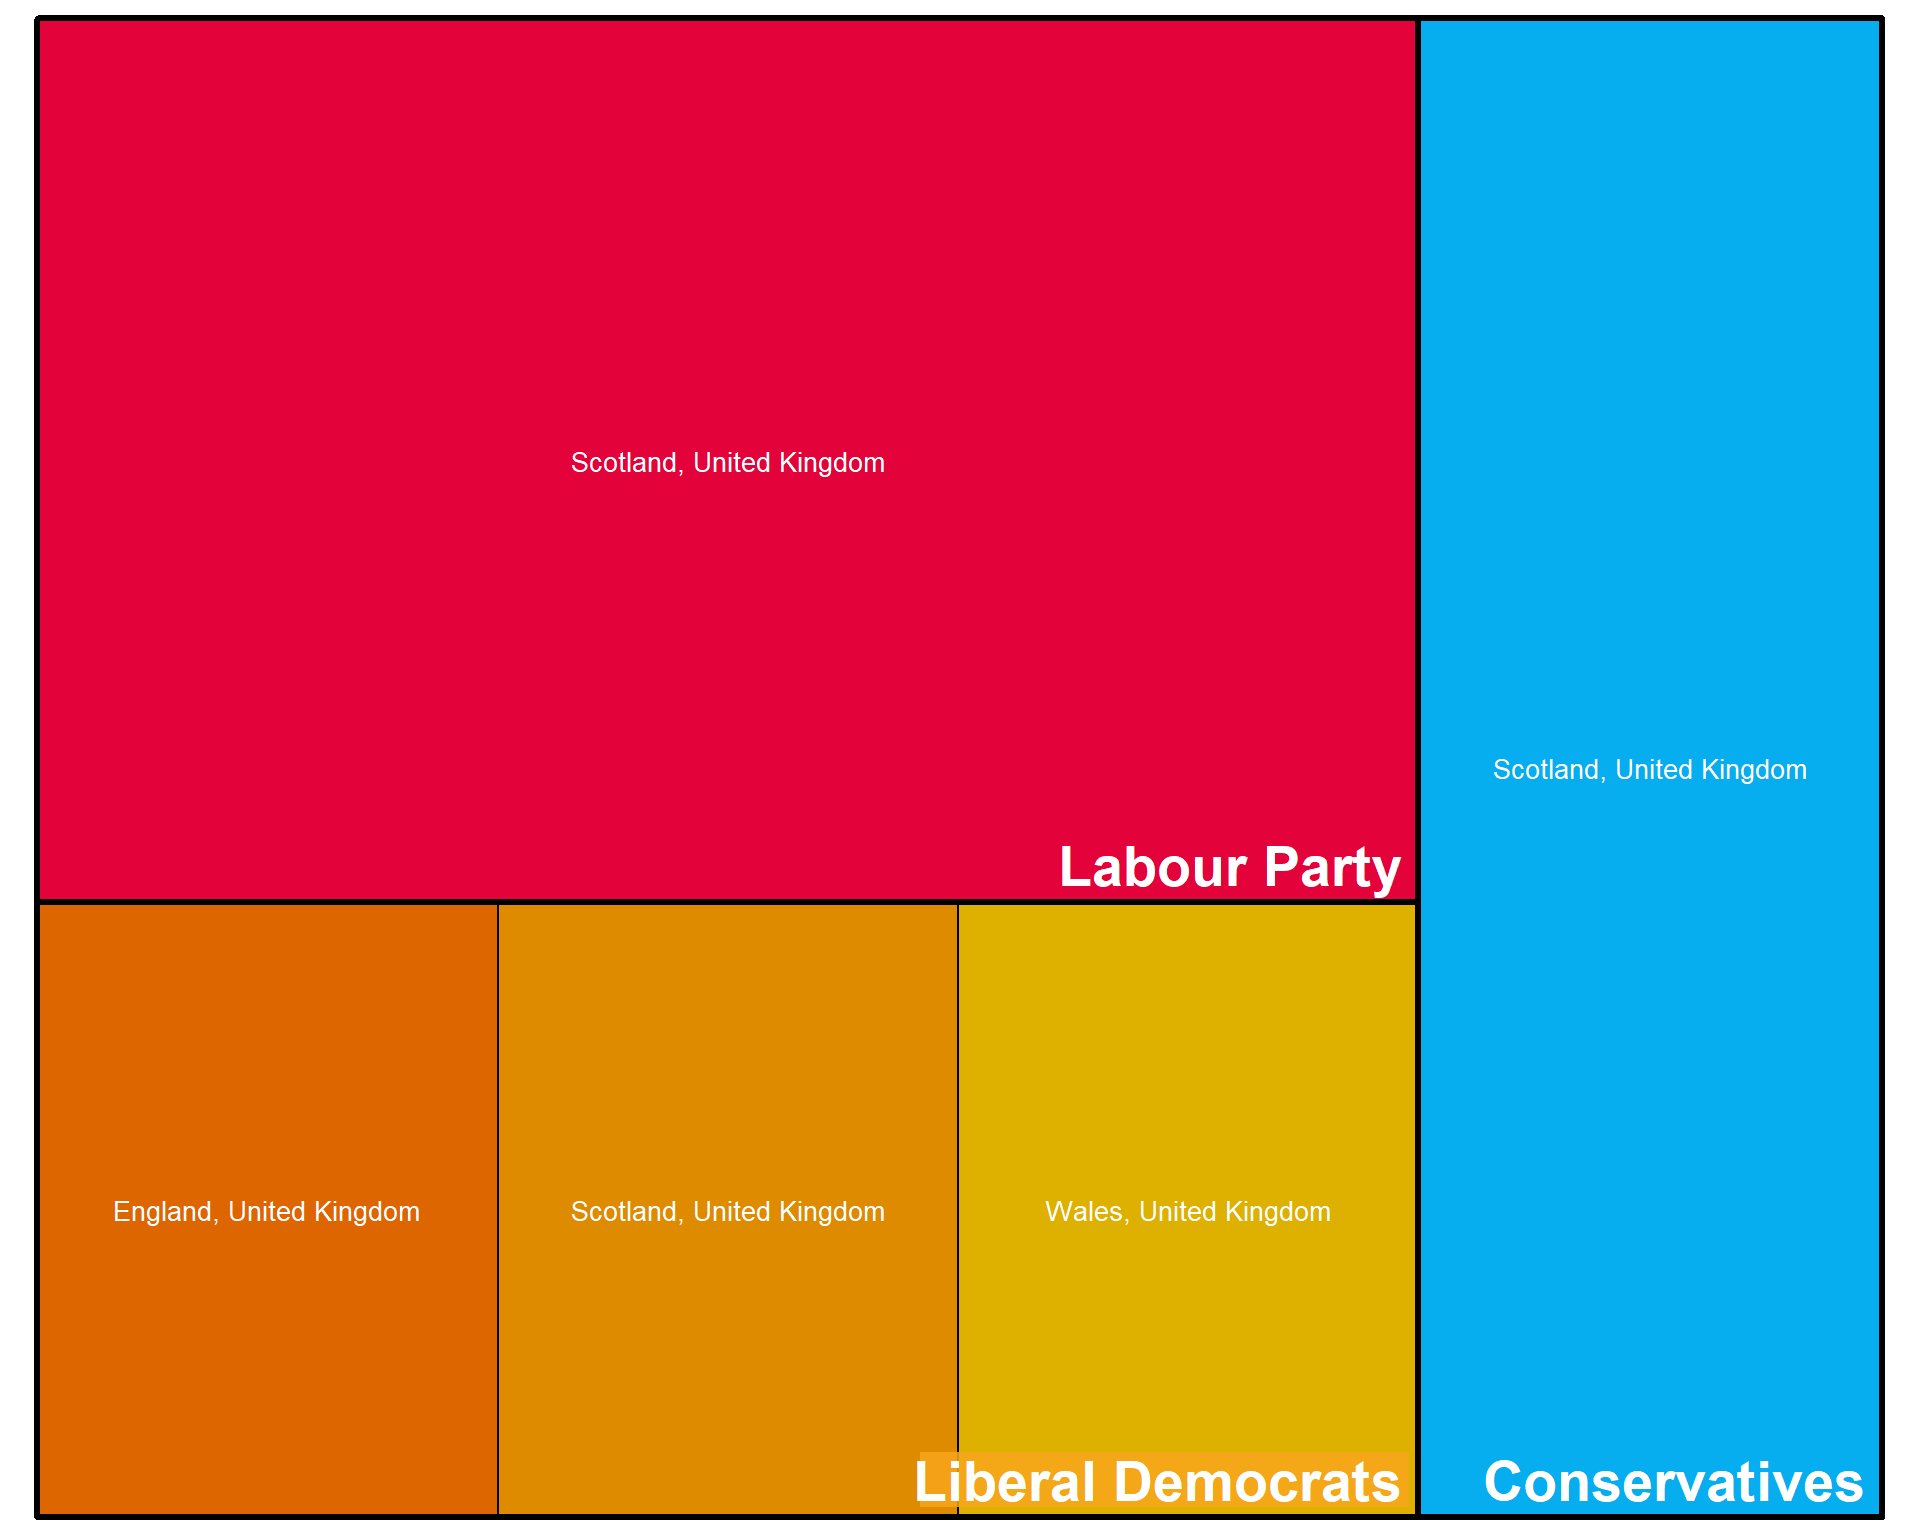 Scotland, United Kingdom
Labour Party
Scotland, United Kingdom
Conservatives
England, United Kingdom
Scotland, United Kingdom
Wales, United Kingdom
Liberal Democrats